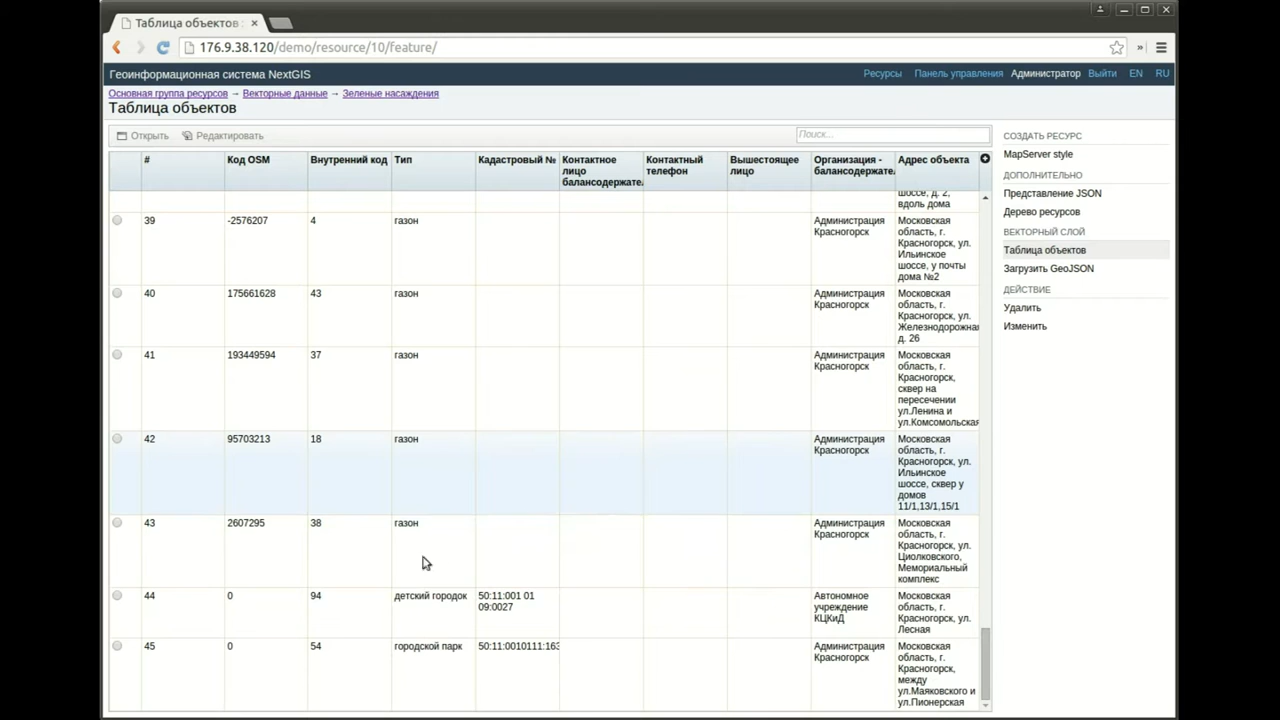 Таблица объектов :
176.9.38.120/demo/resource/10/feature/
Геоинформационная система NextGIS
Ресурсы Панель управления Администратор Выйти EN RU
Основная группа ресурсов → Векторные данные → Зеленые насаждения
Таблица объектов
Открыть Редактировать
Поиск...
# Код OSM Внутренний код Тип Кадастровый № Контактное
лицо
балансодержател
Контактный
телефон
Вышестоящее
лицо
Организация -
балансодержател
Адрес объекта
шоссе, д. 2,
вдоль дома
39 -2576207 4 газон
Администрация
Красногорск
Московская
область, г.
Красногорск, ул.
Ильинское
шоссе, у почты
дома №2
40 175661628 43 газон
Администрация
Красногорск
Московская
область, г.
Красногорск, ул.
Железнодорожная
д. 26
41 193449594 37 газон
Администрация
Красногорск
Московская
область, г.
Красногорск,
сквер на
пересечении
ул.Ленина и
ул.Комсомольская
42 95703213 18 газон
Администрация
Красногорск
Московская
область, г.
Красногорск, ул.
Ильинское
шоссе, сквер у
домов
11/1,13/1,15/1
43 2607295 38 газон
Администрация
Красногорск
Московская
область, г.
Красногорск, ул.
Циолковского,
Мемориальный
комплекс
44 0 94 детский городок
50:11:001 01
09:0027
Автономное
учреждение
КЦКиД
Московская
область, г.
Красногорск, ул.
Лесная
45 0 54 городской парк 50:11:0010111:163
Администрация
Красногорск
Московская
область, г.
Красногорск,
между
ул.Маяковского и
ул.Пионерская
СОЗДАТЬ РЕСУРС
MapServer style
ДОПОЛНИТЕЛЬНО
Представление JSON
Дерево ресурсов
ВЕКТОРНЫЙ СЛОЙ
Таблица объектов
Загрузить GeoJSON
ДЕЙСТВИЕ
Удалить
Изменить